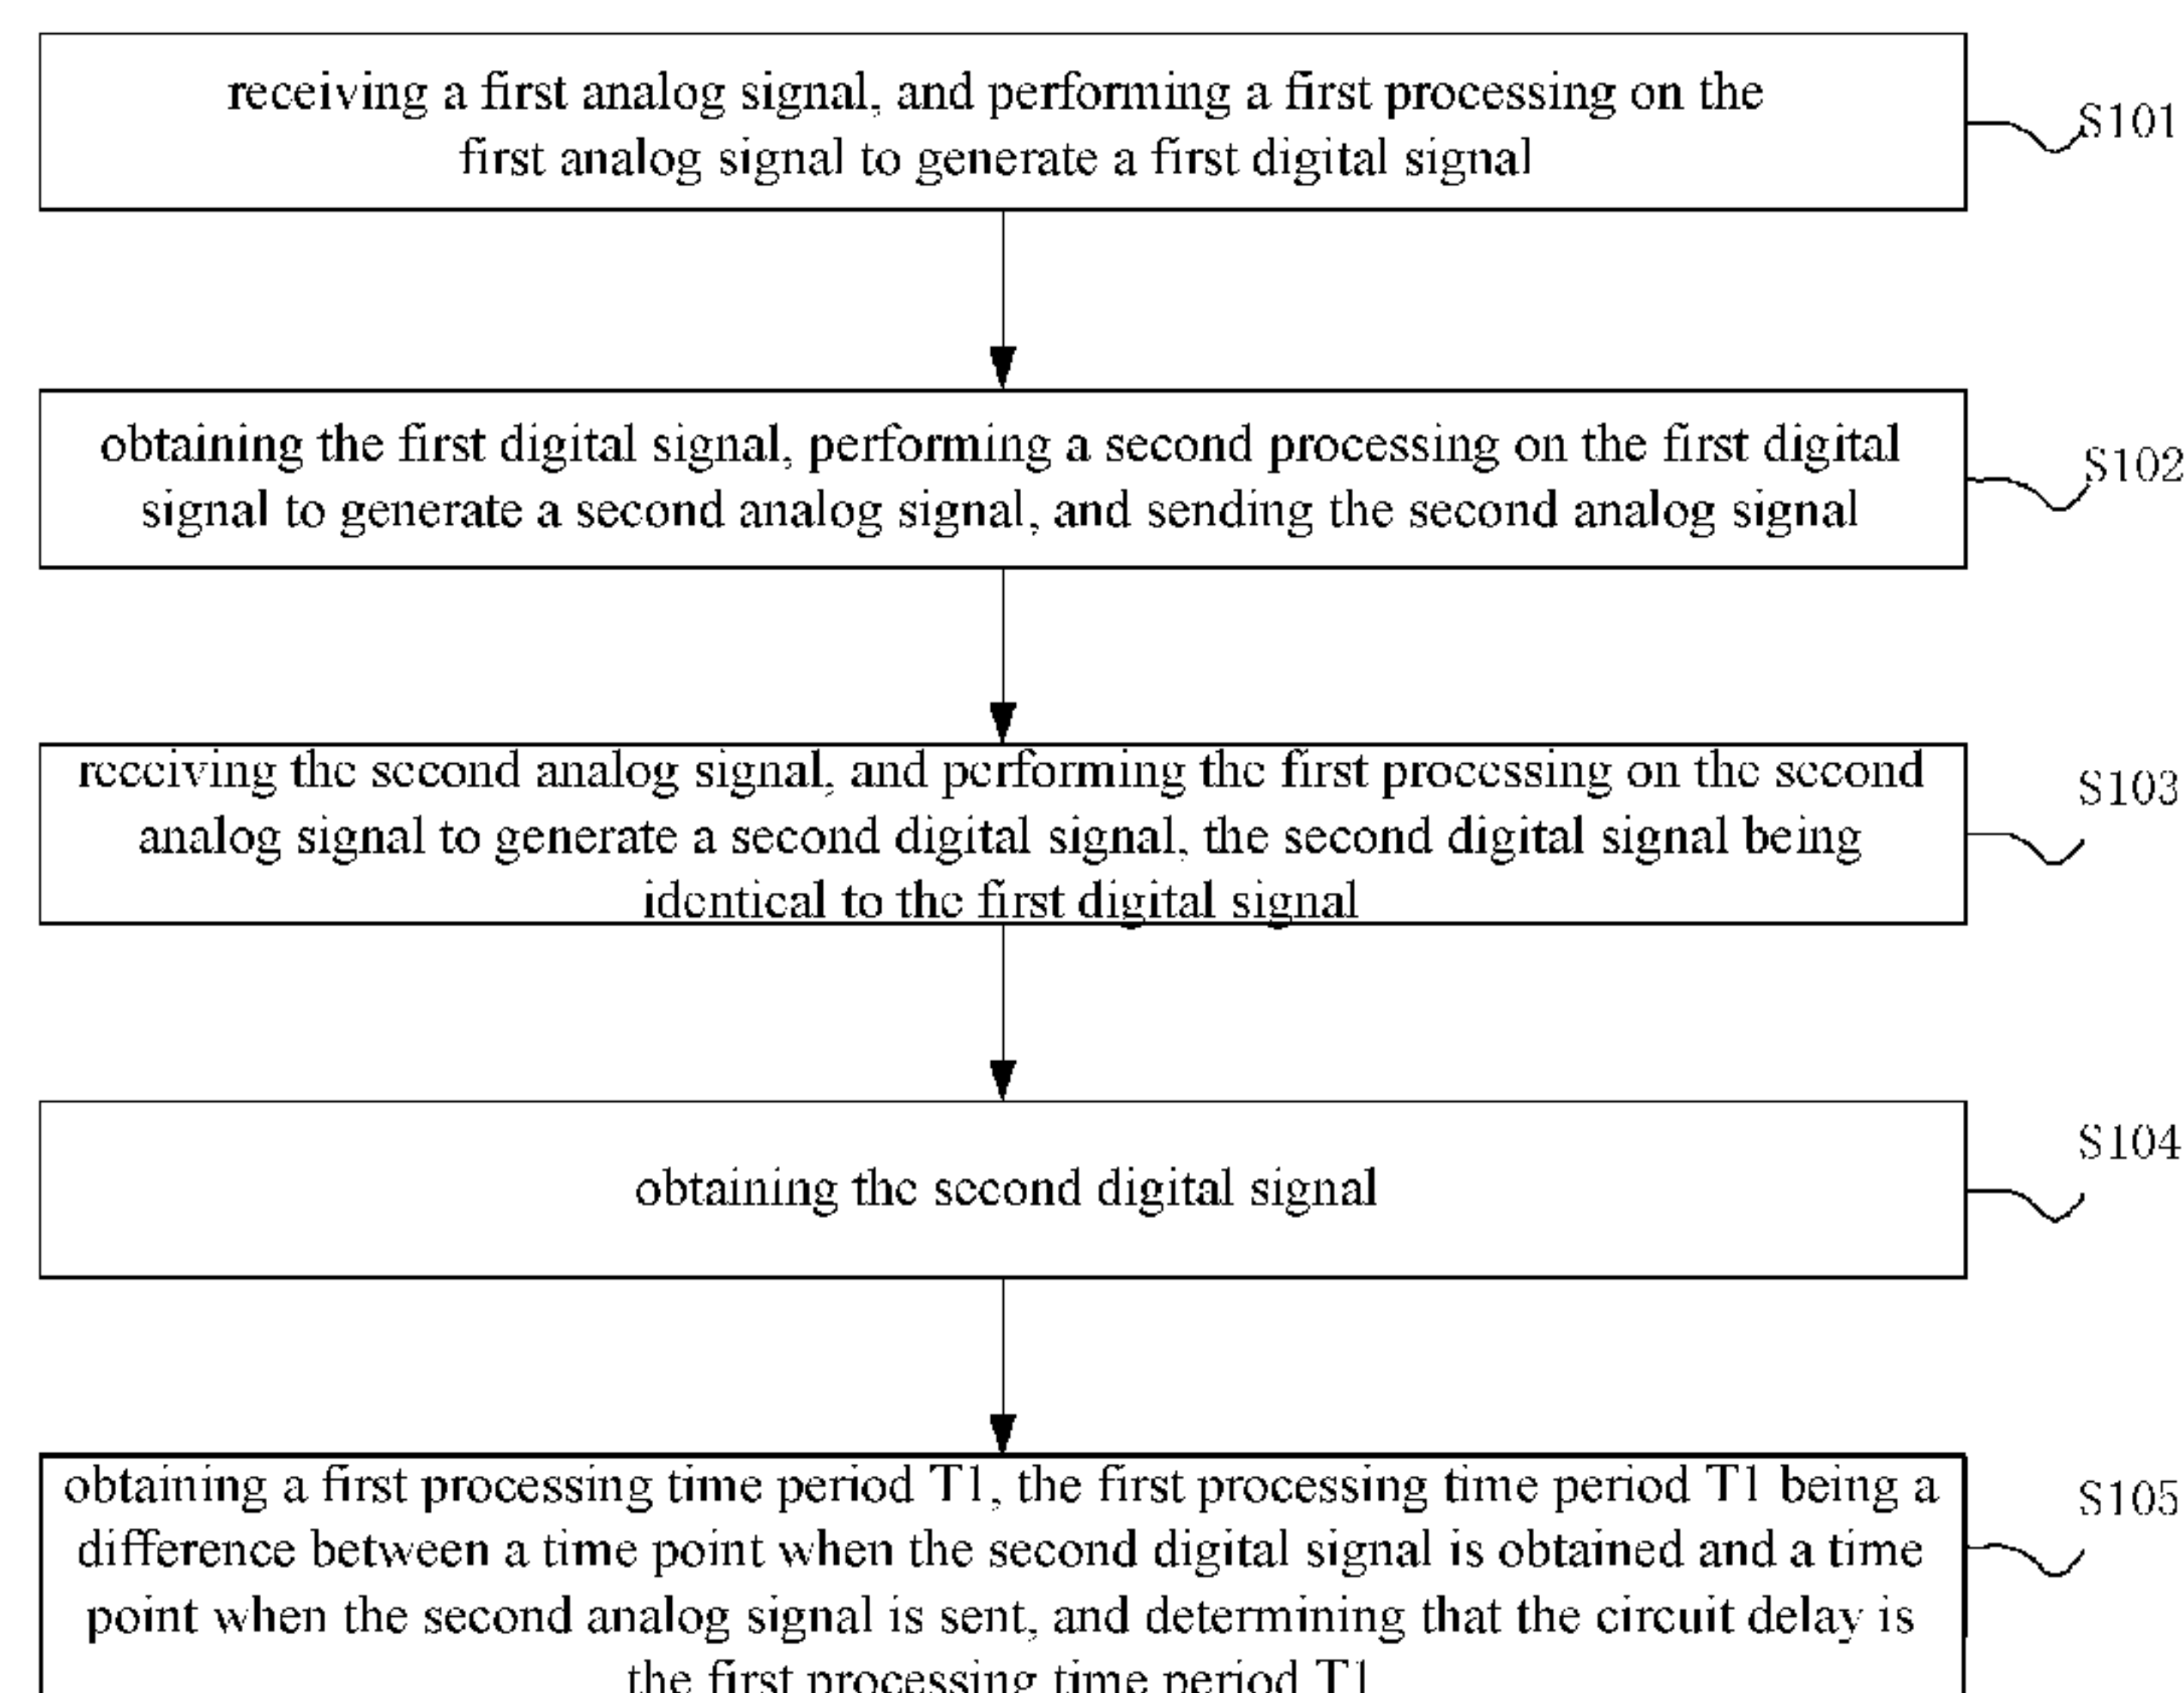 receiving a first analog signal, and performing a first processing on the
first analog signal to generate a first digital signal
S101
obtaining the first digital signal, performing a second processing on the first digital
signal to generate a second analog signal, and sending the second analog signal
S102
receiving the second analog signal, and performing the first processing on the second
analog signal to generate a second digital signal, the second digital signal being
identical to the first digital signal
S103
obtaining the second digital signal
S104
obtaining a first processing time period T1, the first processing time period T1 being a
difference between a time point when the second digital signal is obtained and a time
point when the second analog signal is sent, and determining that the circuit delay is
the first processing time period T1
S105